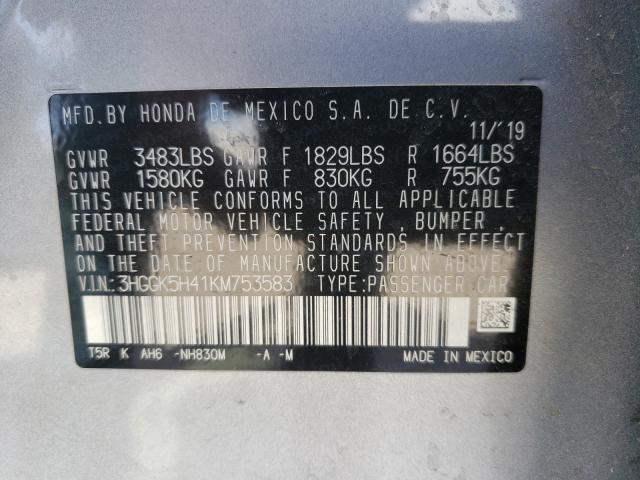 MFD. BY HONDA DE MEXICO S.A. DE C.V.
11/'19
GVWR 3483LBS GAWR F 1829LBS R 1664LBS
GVWR 1580KG GAWR F 830KG R 755KG
THIS VEHICLE CONFORMS TO ALL APPLICABLE
FEDERAL MOTOR VEHICLE SAFETY , BUMPER ,
AND THEFT PREVENTION STANDARDS IN EFFECT
ON THE DATE OF MANUFACTURE SHOWN ABOVE.
V.I.N.: 3HGGK5H41KM753583 TYPE:PASSENGER CAR
T5R K AH6 -NH830M -A -M MADE IN MEXICO